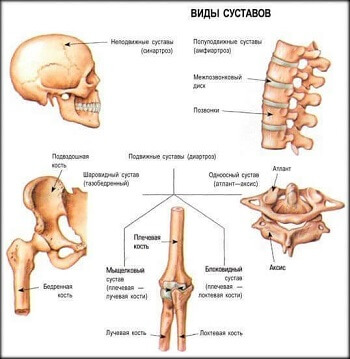 ВИДЫ СУСТАВОВ
Неподвижные суставы
(синартроз)
Полуподвижные суставы
(амфиартроз)
Межпозвонковый
диск
Позвонки
Подвздошная
кость
Подвижные суставы (диартроз)
Шаровидный сустав
(тазобедренный)
Одноосный сустав
(атлант—аксис)
Атлант
Плечевая
кость
Мыщелковый
сустав
(плечевая —
лучевая кости)
Блоковидный
сустав
(плечевая —
локтевая кости)
Аксис
Бедренная
кость
Лучевая кость
Локтевая кость